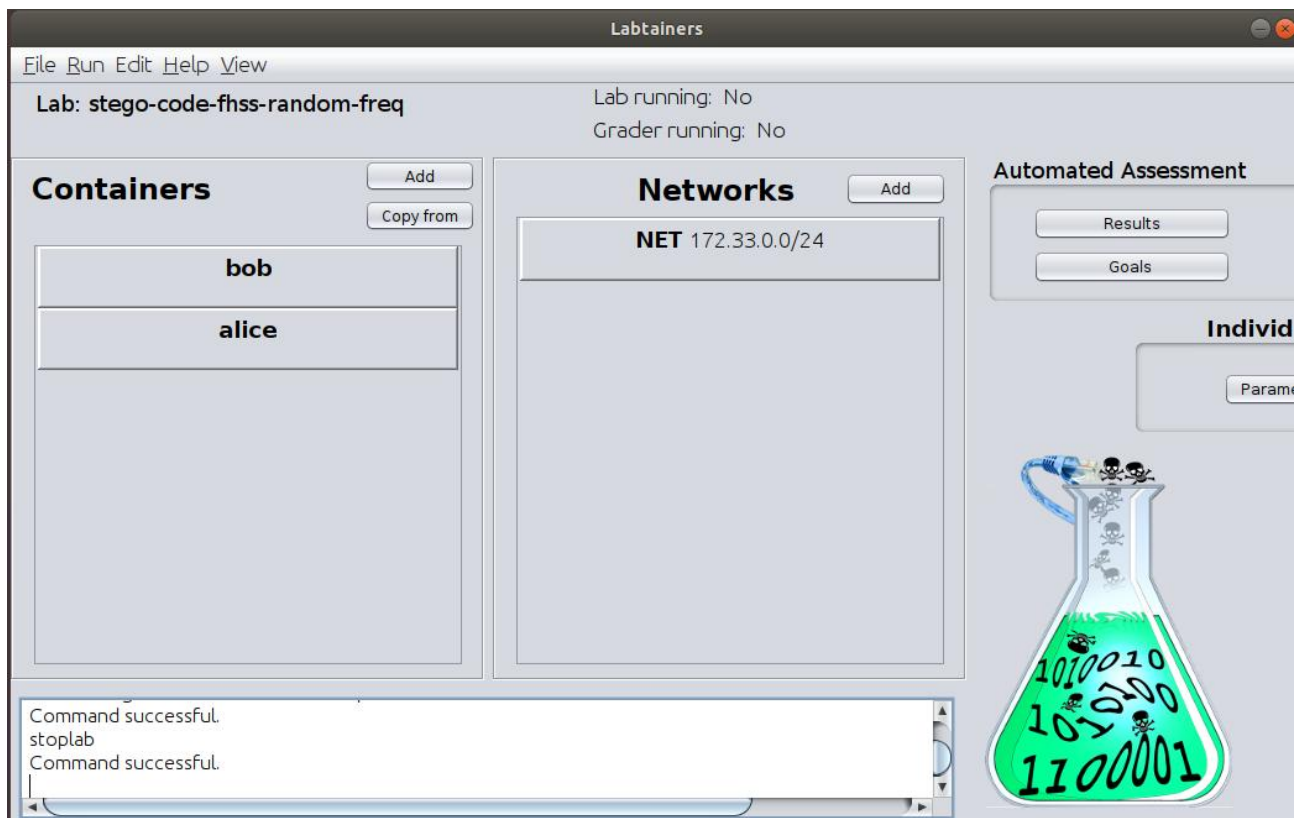 Labtainers
File Run Edit Help View
Lab: stego-code-fhss-random-freq
Lab running: No
Grader running: No
Containers
Add
Copy from
bob
alice
Networks
Add
NET 172.33.0.0/24
Automated Assessment
Results
Goals
Individ
Parame
Command successful.
stoplab
Command successful.
1010010
1010100
1100001